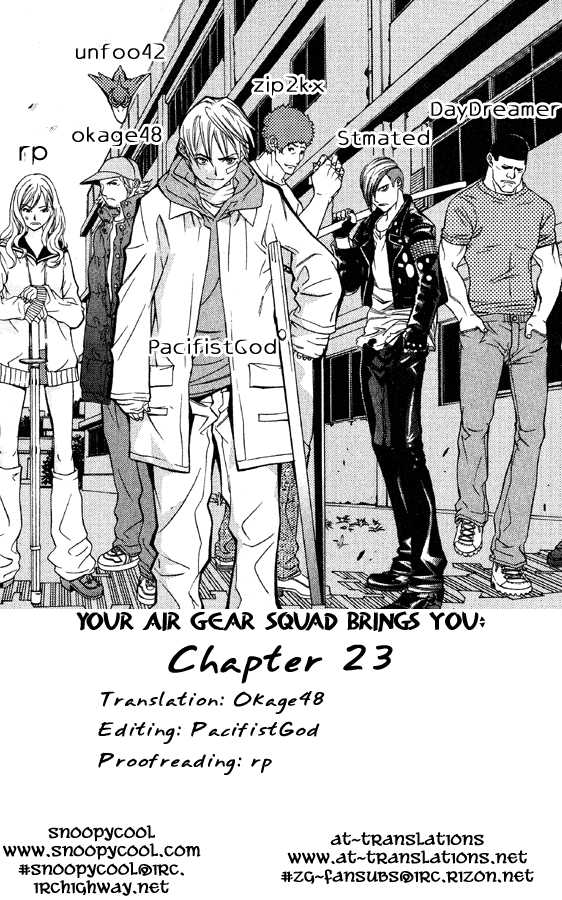 unfoo42
zip2kx
DayDreamer
okage48
Stmated
rp
PacifistGod
YOUR AIR GEAR SQUAD BRINGS YOU:
Chapter 23
Translation: Okage48
Editing: PacifistGod
Proofreading: rp
snoopycool
www.snoopycool.com
#snoopycool@irc.
irchighway.net
at-translations
www.at-translations.net
#zg-fansubs@irc.rizon.net